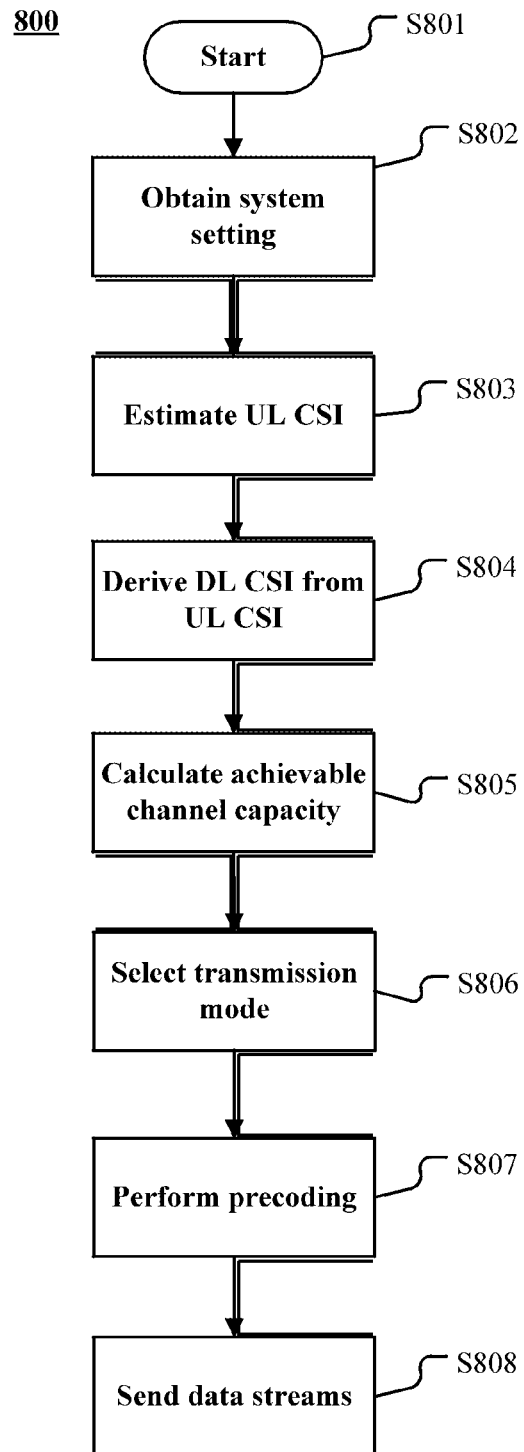 800
S801
Start
S802
Obtain system
setting
S803
Estimate UL CSI
S804
Derive DL CSI from
UL CSI
S805
Calculate achievable
channel capacity
S806
Select transmission
mode
S807
Perform precoding
S808
Send data streams